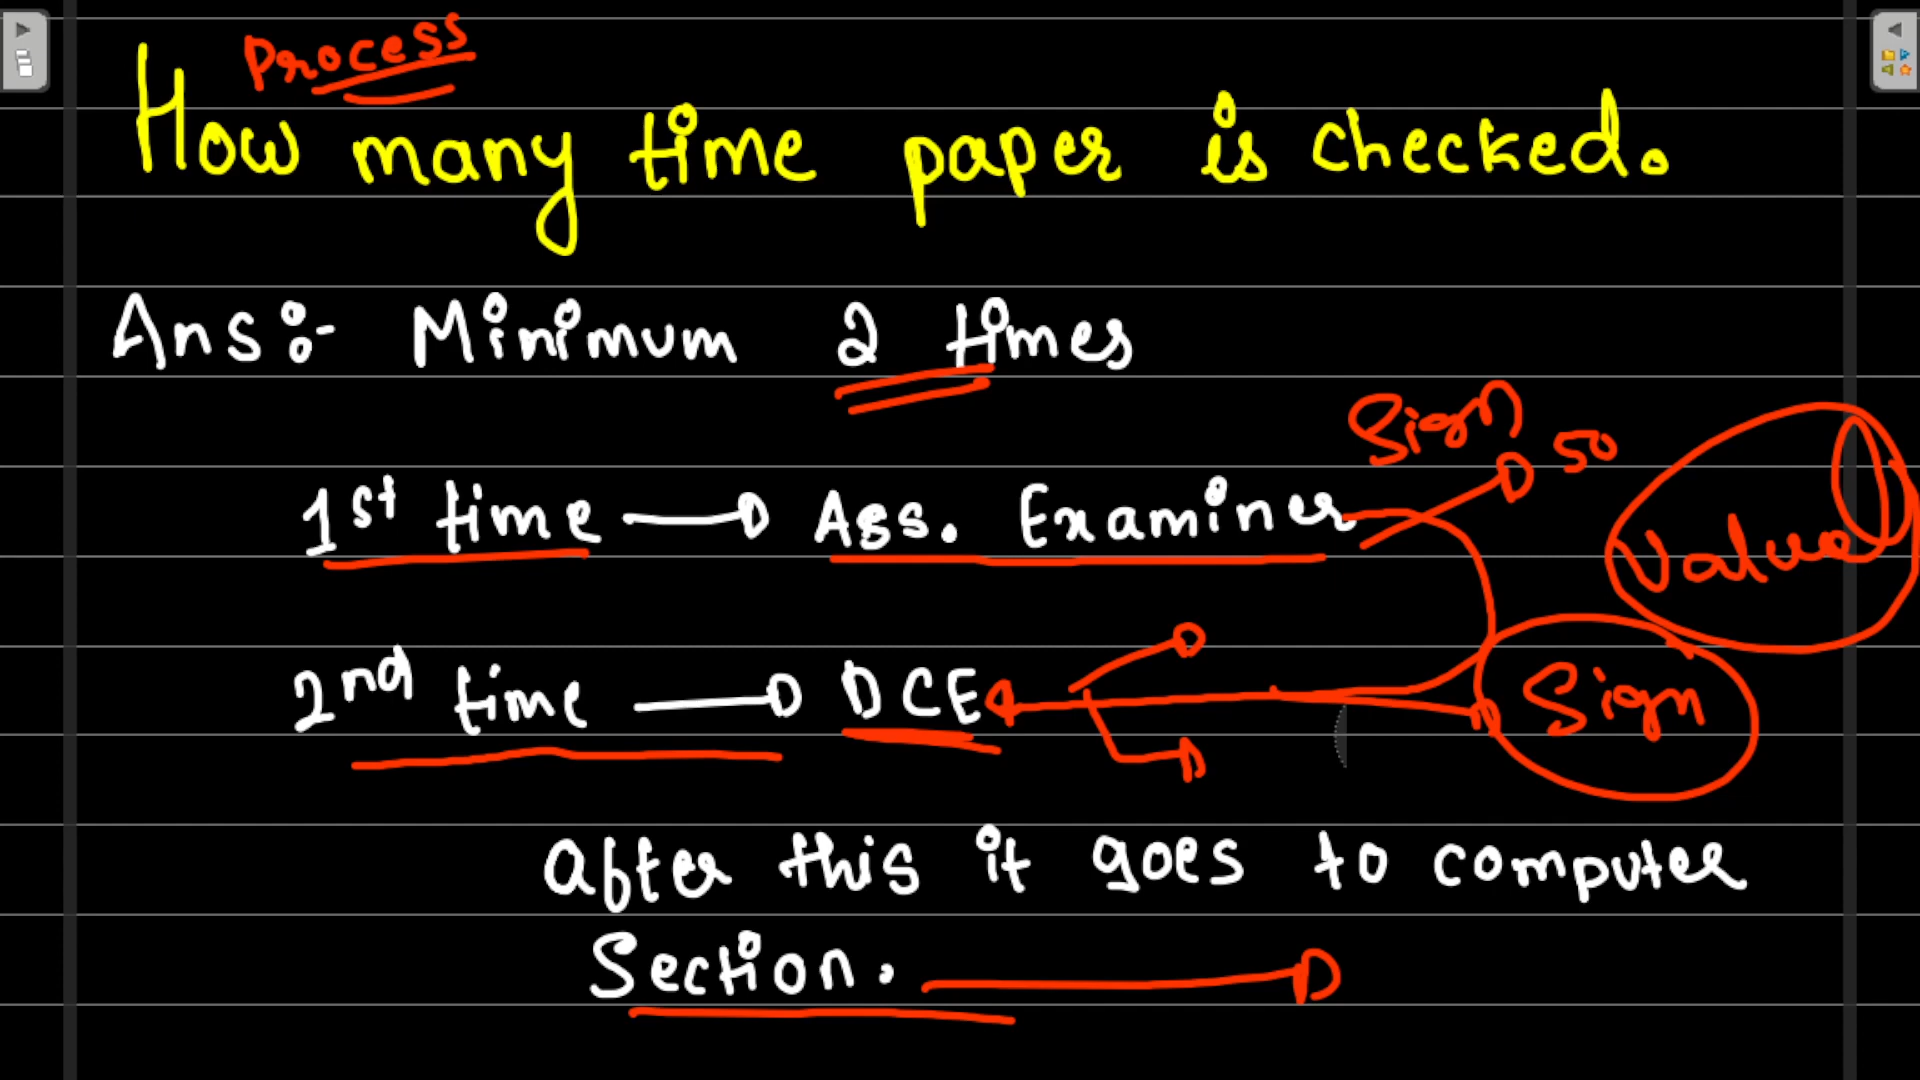 Process
How many time paper is checked.
Ans:- Minimum 2 times
Sign
50
1st time → Ass. Examiner
Value
2nd time → DCE
Sign
after this it goes to computer
Section.